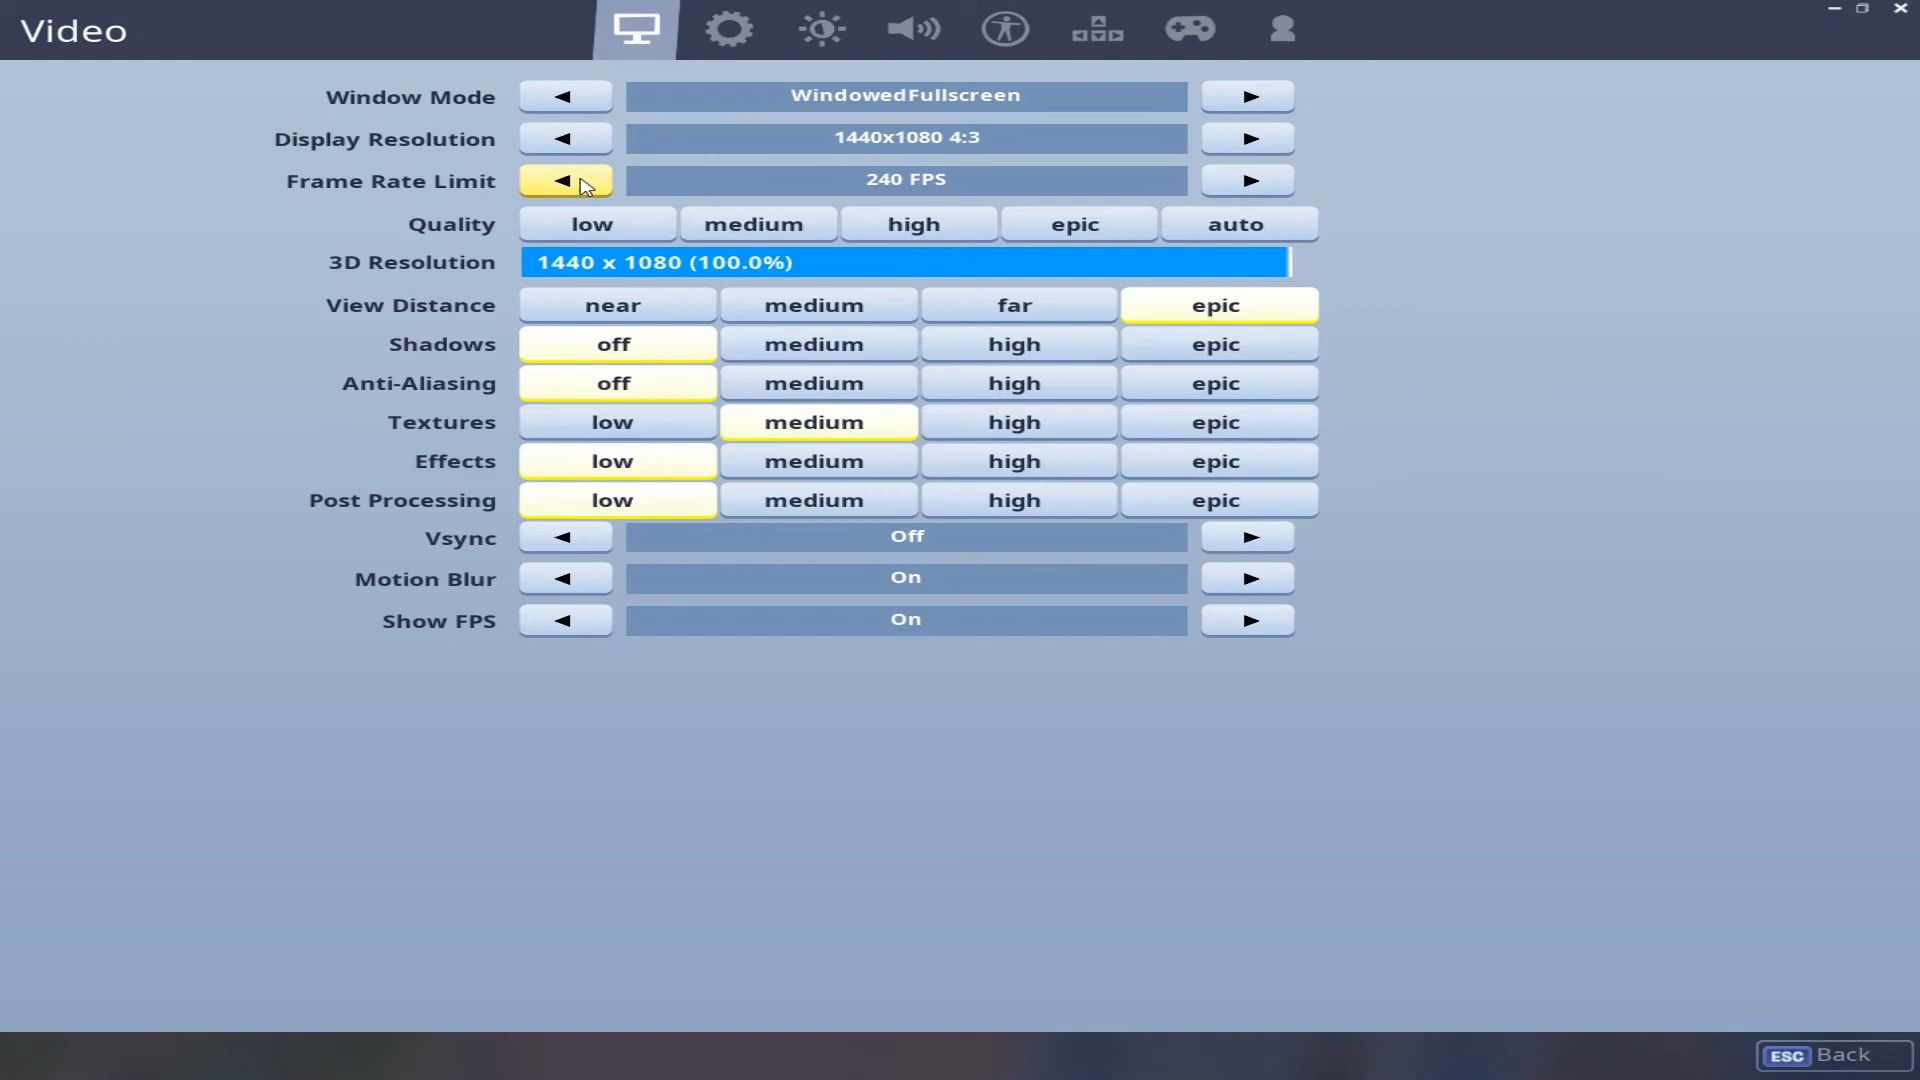 Video
Window Mode WindowedFullscreen
Display Resolution 1440x1080 4:3
Frame Rate Limit 240 FPS
Quality low medium high epic auto
3D Resolution 1440 x 1080 (100.0%)
View Distance near medium far epic
Shadows off medium high epic
Anti-Aliasing off medium high epic
Textures low medium high epic
Effects low medium high epic
Post Processing low medium high epic
Vsync Off
Motion Blur On
Show FPS On
ESC Back